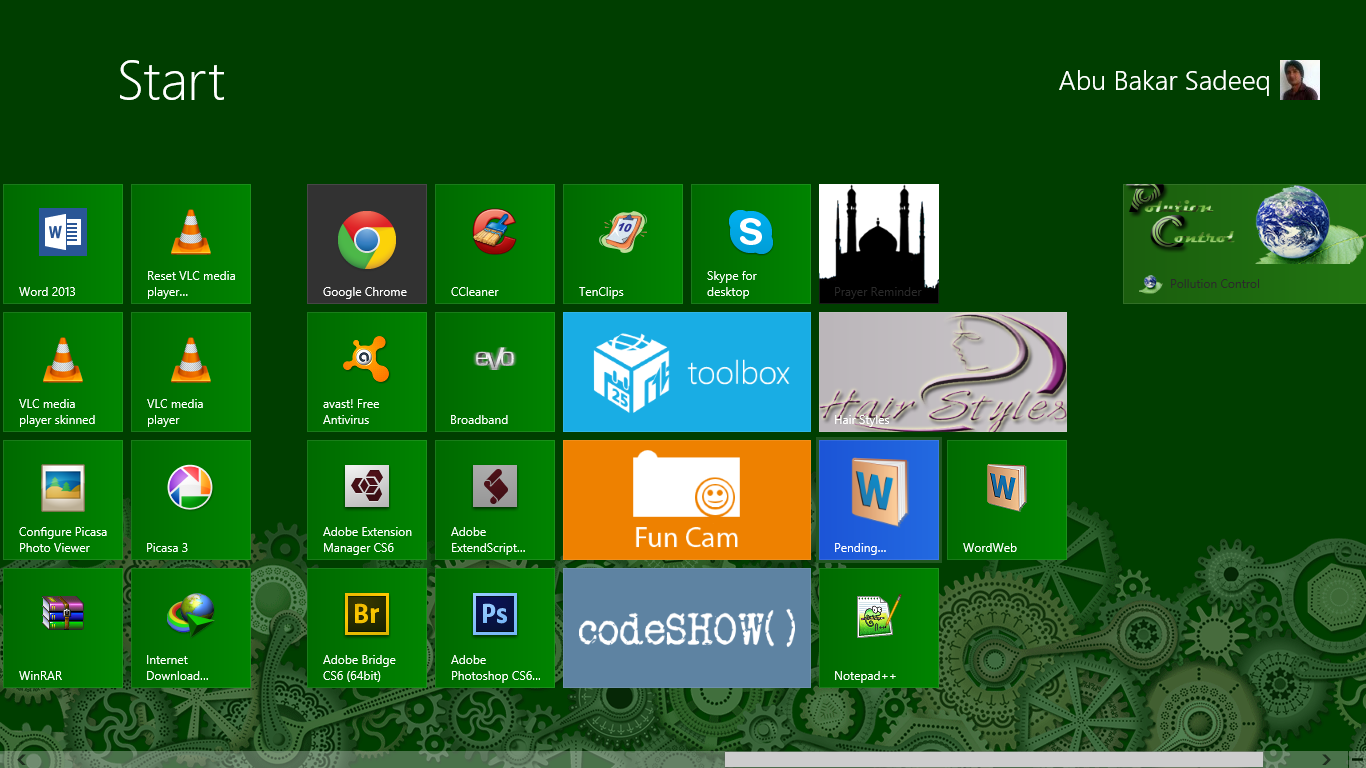 Start
Abu Bakar Sadeeq
W
Word 2013
Reset VLC media
player...
Google Chrome
CCleaner
10
TenClips
S
Skype for
desktop
Prayer Reminder
Pollution
Control
Pollution Control
VLC media
player skinned
VLC media
player
a
avast! Free
Antivirus
evo
Broadband
25
toolbox
Hair Styles
Hair Styles
Configure Picasa
Photo Viewer
Picasa 3
Adobe Extension
Manager CS6
Adobe
ExtendScript...
Fun Cam
W
Pending...
W
WordWeb
WinRAR
Internet
Download...
Br
Adobe Bridge
CS6 (64bit)
Ps
Adobe
Photoshop CS6...
codeSHOW()
Notepad++